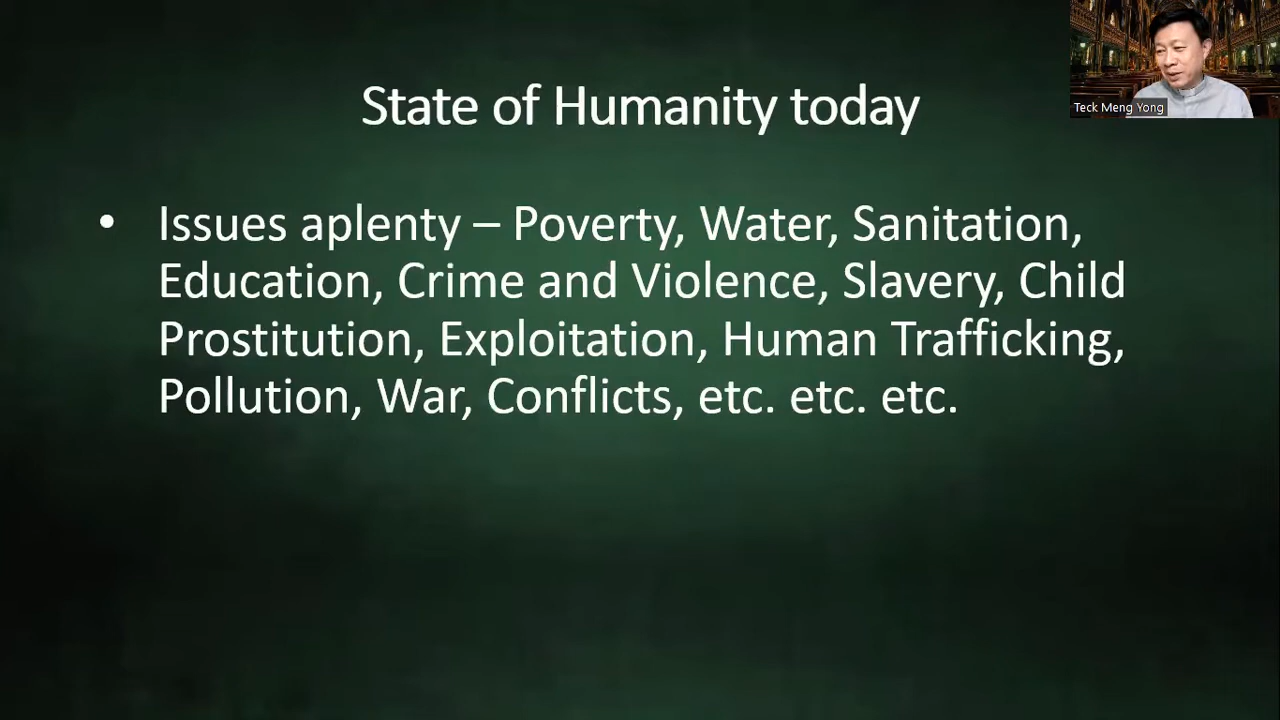 State of Humanity today
Teck Meng Yong
• Issues aplenty – Poverty, Water, Sanitation,
Education, Crime and Violence, Slavery, Child
Prostitution, Exploitation, Human Trafficking,
Pollution, War, Conflicts, etc. etc. etc.